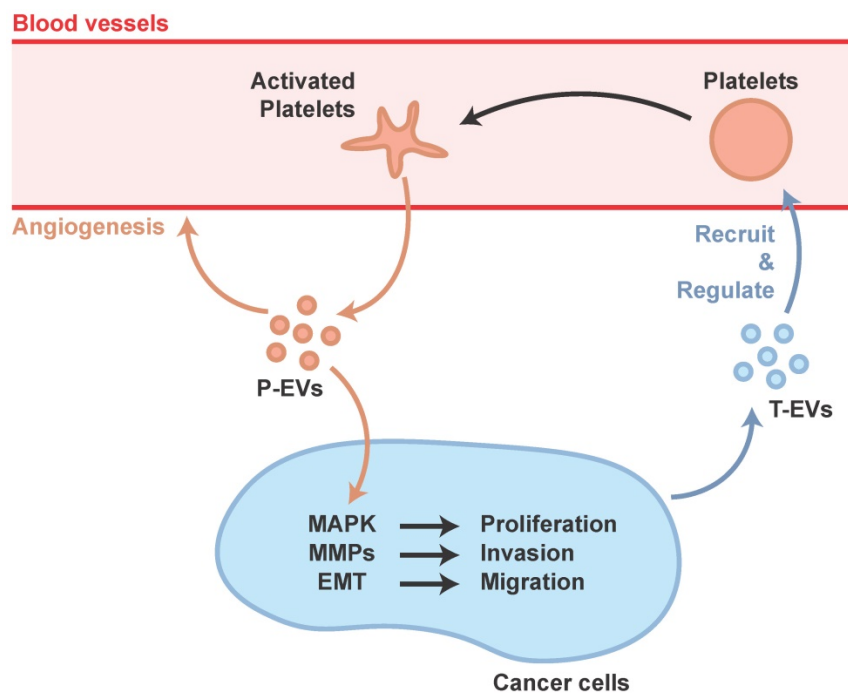 Blood vessels
Activated
Platelets
Platelets
Angiogenesis
Recruit
&
Regulate
P-EVs
T-EVs
MAPK Proliferation
MMPs Invasion
EMT Migration
Cancer cells